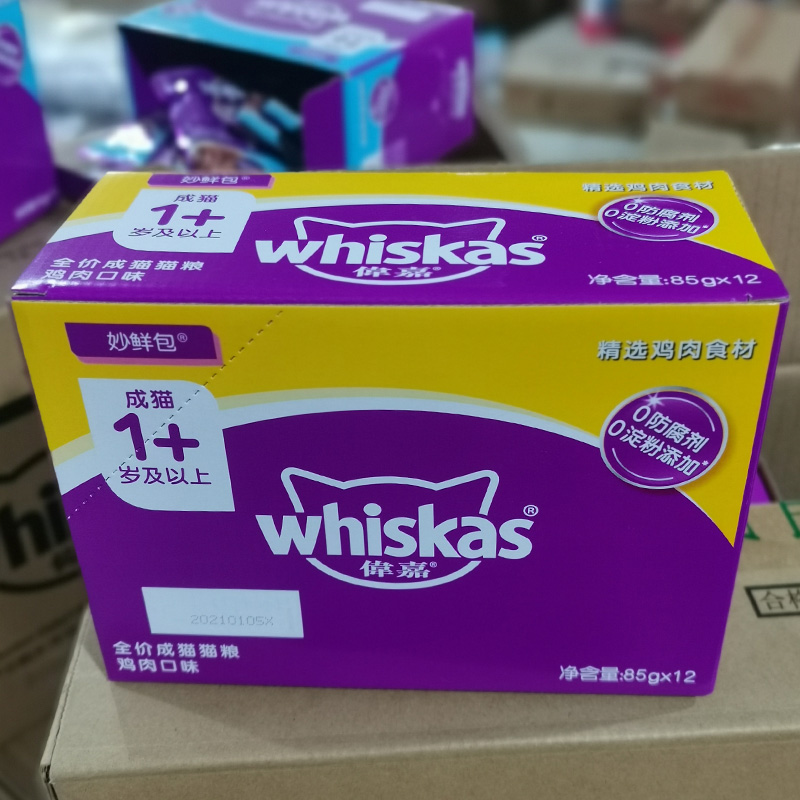 妙鲜包®
精选鸡肉食材
成猫
1+
岁及以上
0防腐剂
0淀粉添加*
whiskas®
偉嘉®
全价成猫猫粮
鸡肉口味
净含量:85g×12
妙鲜包®
精选鸡肉食材
成猫
1+
岁及以上
0防腐剂
0淀粉添加*
whiskas®
偉嘉®
20210105X
全价成猫猫粮
鸡肉口味
净含量:85g×12
合格